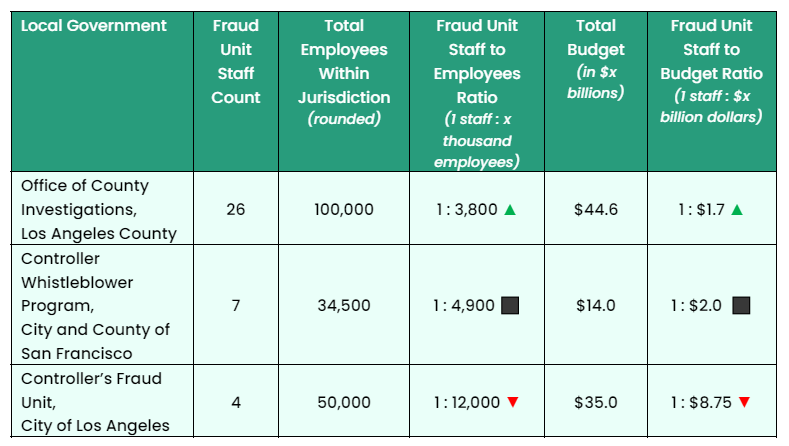 Local Government
Fraud
Unit
Staff
Count
Total
Employees
Within
Jurisdiction
(rounded)
Fraud Unit
Staff to
Employees
Ratio
(1 staff : x
thousand
employees)
Total
Budget
(in $x
billions)
Fraud Unit
Staff to
Budget Ratio
(1 staff : $x
billion dollars)
Office of County
Investigations,
Los Angeles County
26
100,000
1 : 3,800 ▲
$44.6
1 : $1.7 ▲
Controller
Whistleblower
Program,
City and County of
San Francisco
7
34,500
1 : 4,900 ■
$14.0
1 : $2.0 ■
Controller’s Fraud
Unit,
City of Los Angeles
4
50,000
1 : 12,000 ▼
$35.0
1 : $8.75 ▼